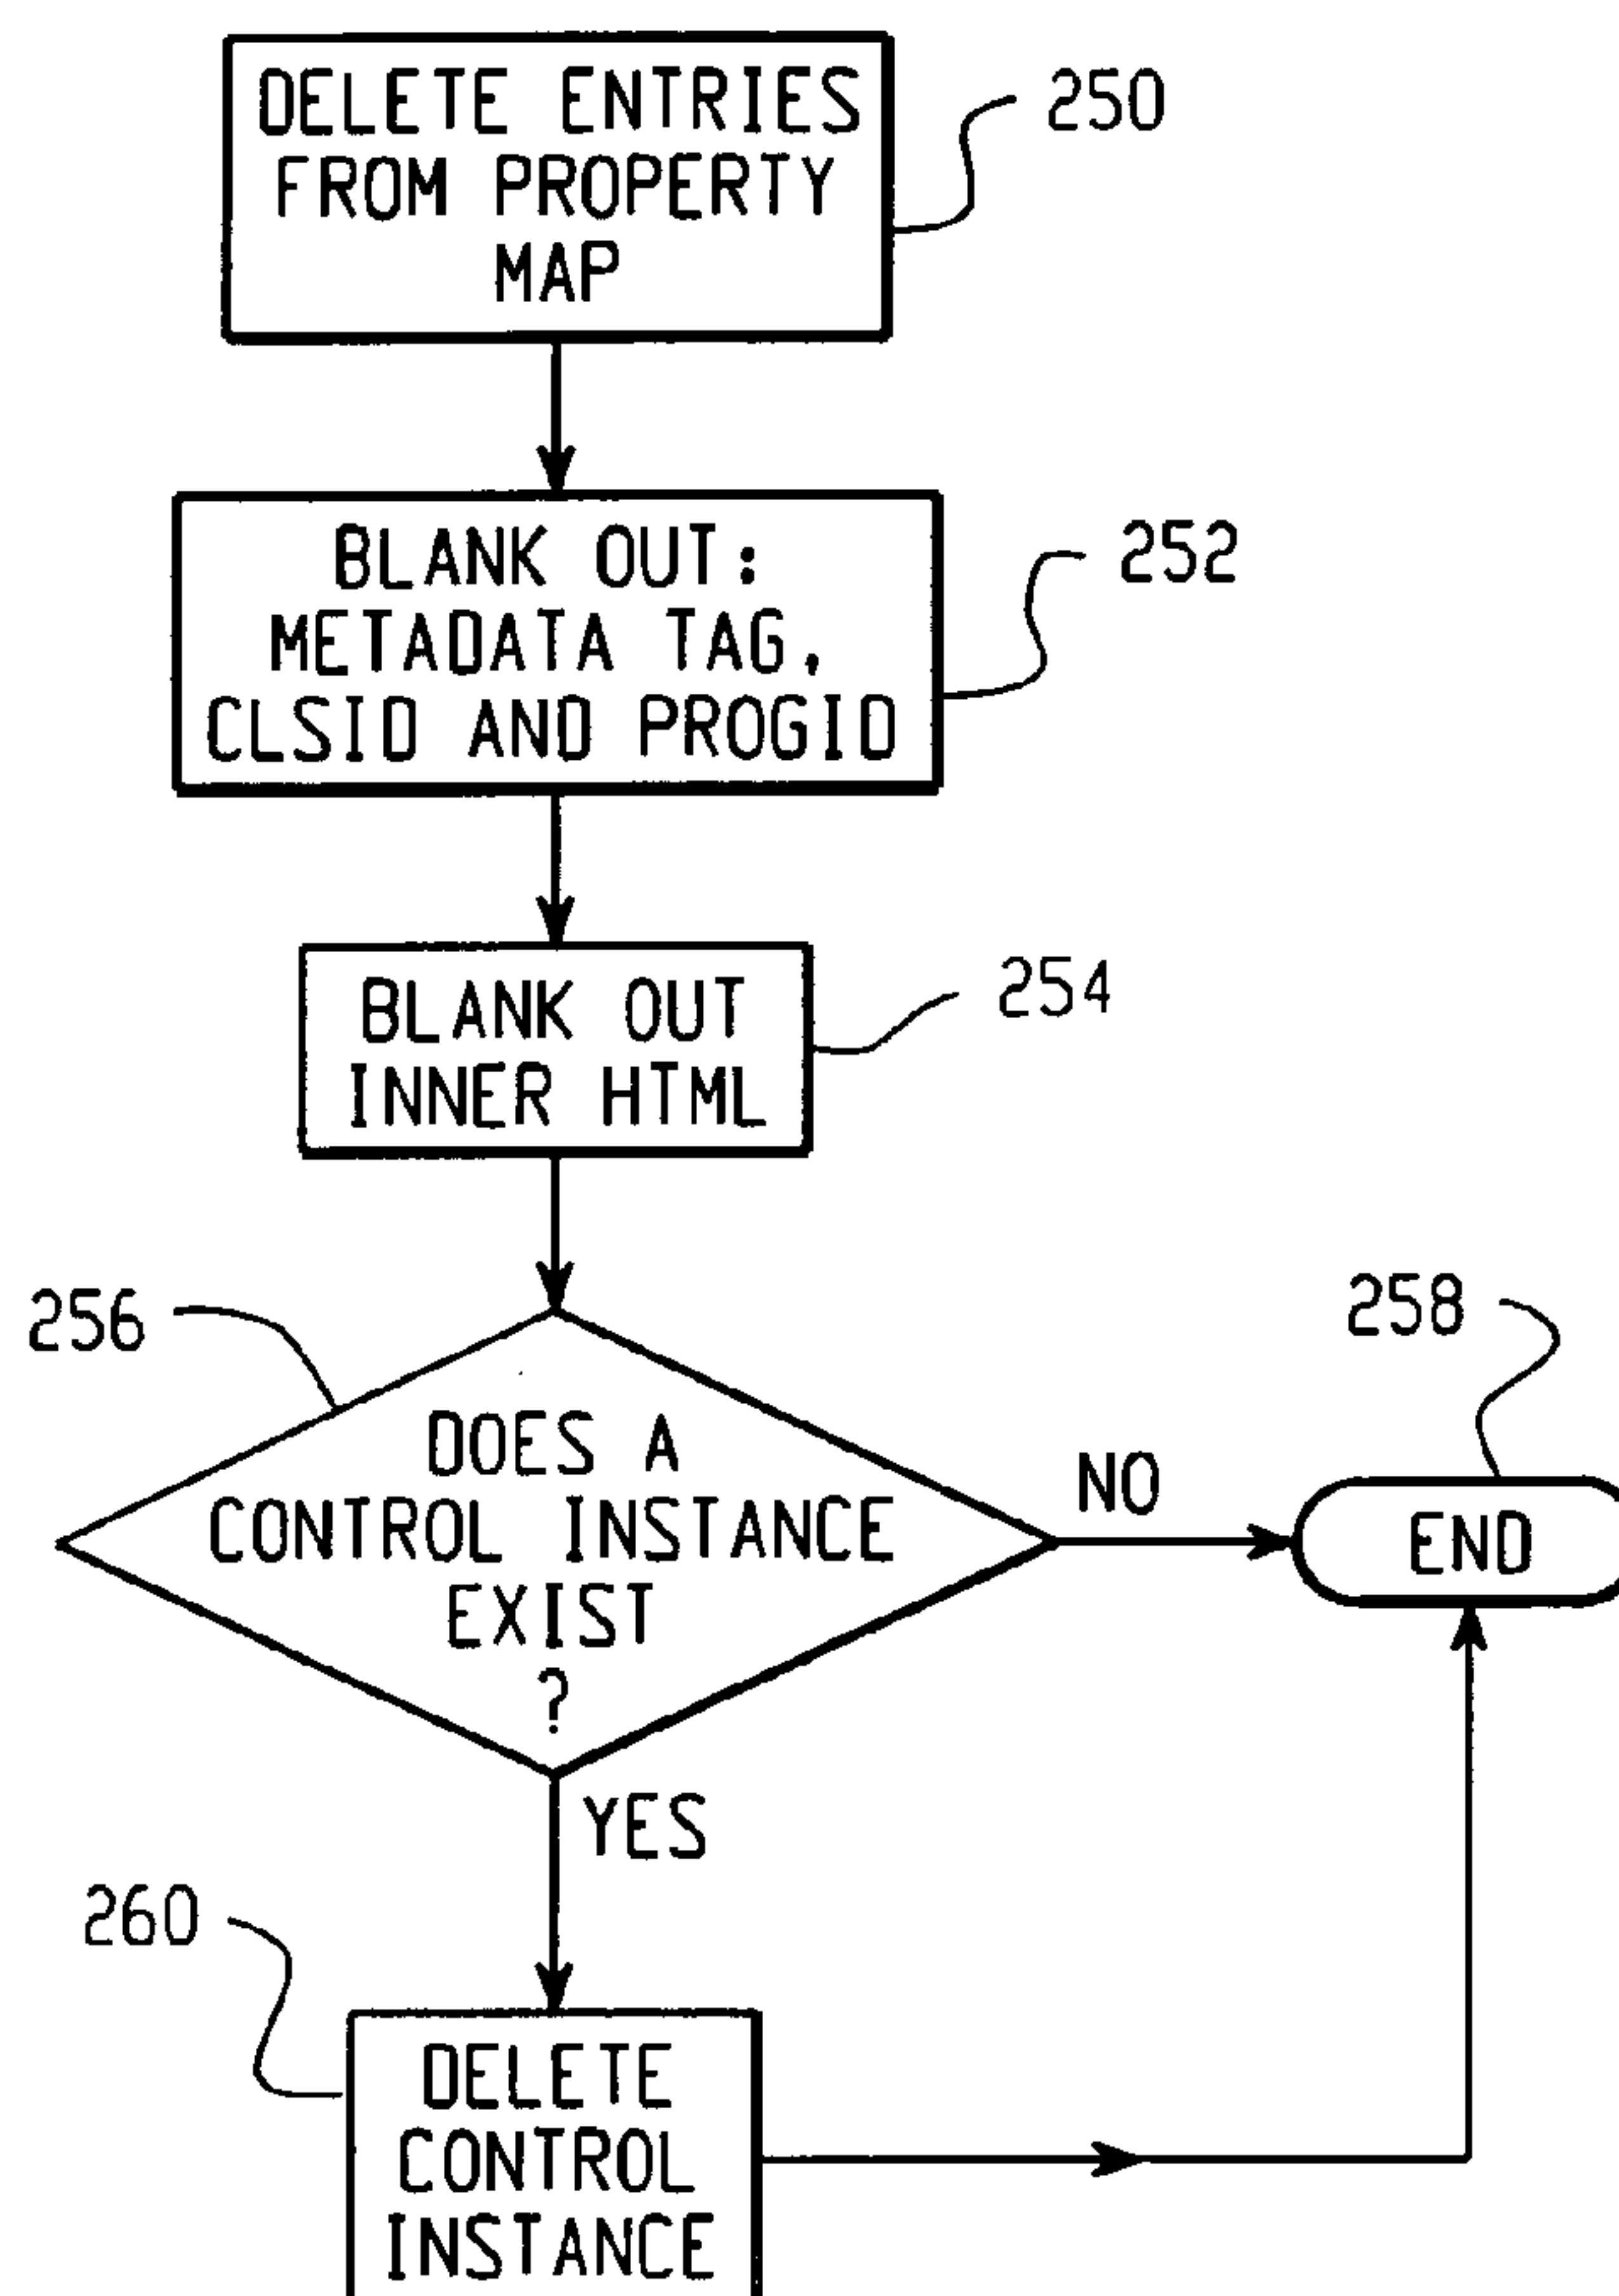 DELETE ENTRIES
FROM PROPERTY
MAP
250
BLANK OUT:
METADATA TAG,
CLSID AND PROGID
252
BLANK OUT
INNER HTML
254
256
DOES A
CONTROL INSTANCE
EXIST
?
NO
258
END
YES
260
DELETE
CONTROL
INSTANCE